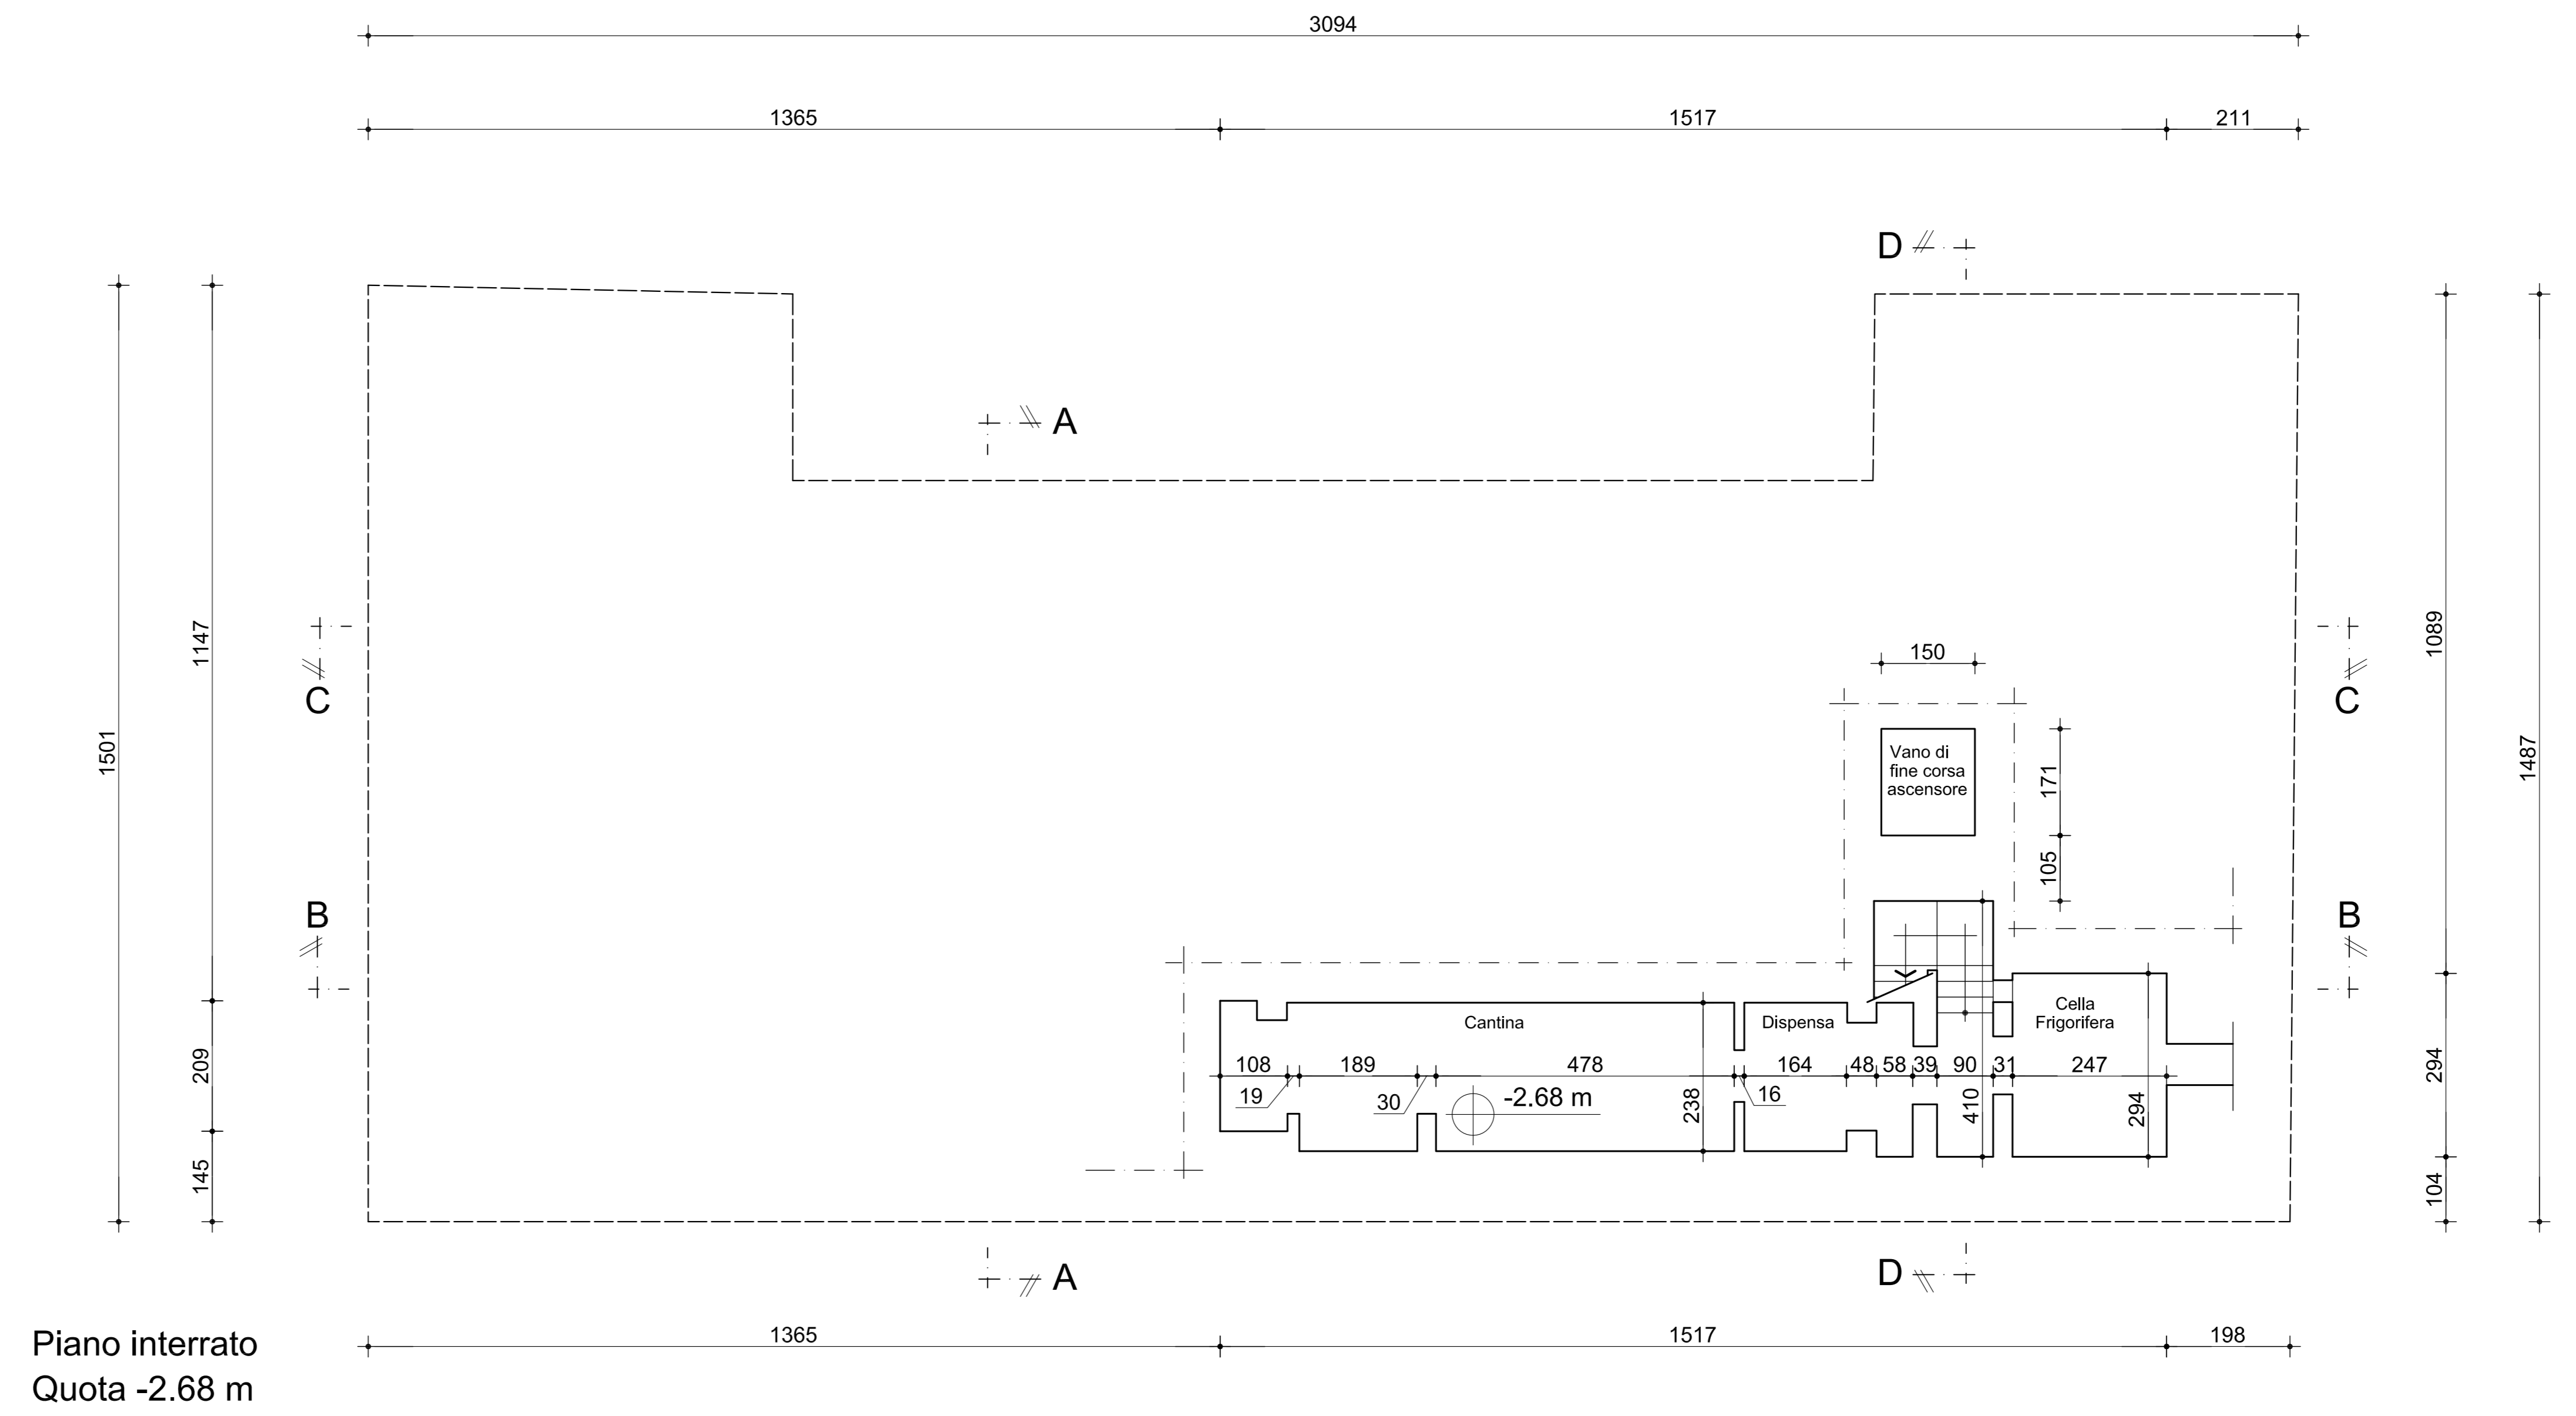 3094
1365 1517 211
D
A
C C
1147
1501
1089
1487
150
Vano di
fine corsa
ascensore
171
105
B B
Cantina Dispensa Cella
Frigorifera
108 189 478 164 48 58 39 90 31 247
19 30 -2.68 m 238 16 410 294
209
145
294
104
A
D
1365 1517 198
Piano interrato
Quota -2.68 m